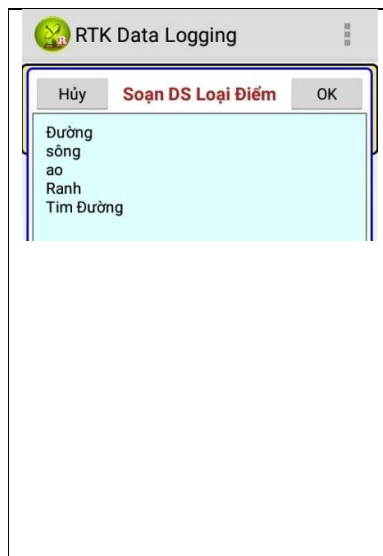 RTK Data Logging
Hủy Soạn DS Loại Điểm OK
Đường
sông
ao
Ranh
Tim Đường